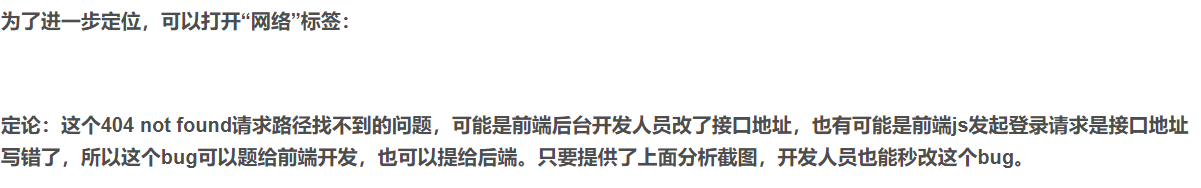 为了进一步定位，可以打开“网络”标签：
定论：这个404 not found请求路径找不到的问题，可能是前端后台开发人员改了接口地址，也有可能是前端js发起登录请求是接口地址
写错了，所以这个bug可以题给前端开发，也可以提给后端。只要提供了上面分析截图，开发人员也能秒改这个bug。